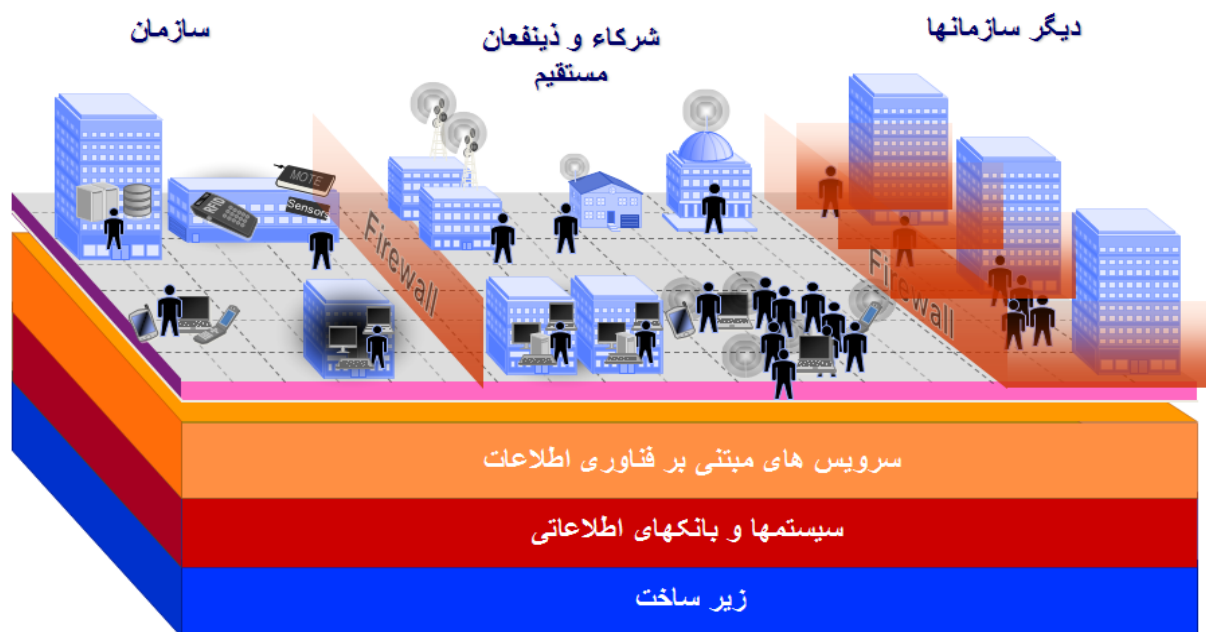 سازمان
شرکاء و ذینفعان
مستقیم
دیگر سازمانها
MOTE
RFID
Sensors
Firewall
Firewall
سرویس های مبتنی بر فناوری اطلاعات
سیستمها و بانکهای اطلاعاتی
زیر ساخت